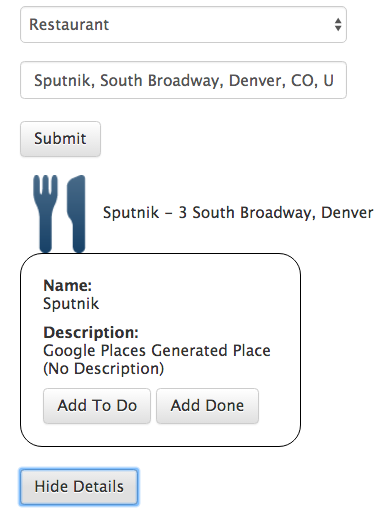 Restaurant
Sputnik, South Broadway, Denver, CO, U
Submit
Sputnik - 3 South Broadway, Denver
Name:
Sputnik
Description:
Google Places Generated Place
(No Description)
Add To Do Add Done
Hide Details